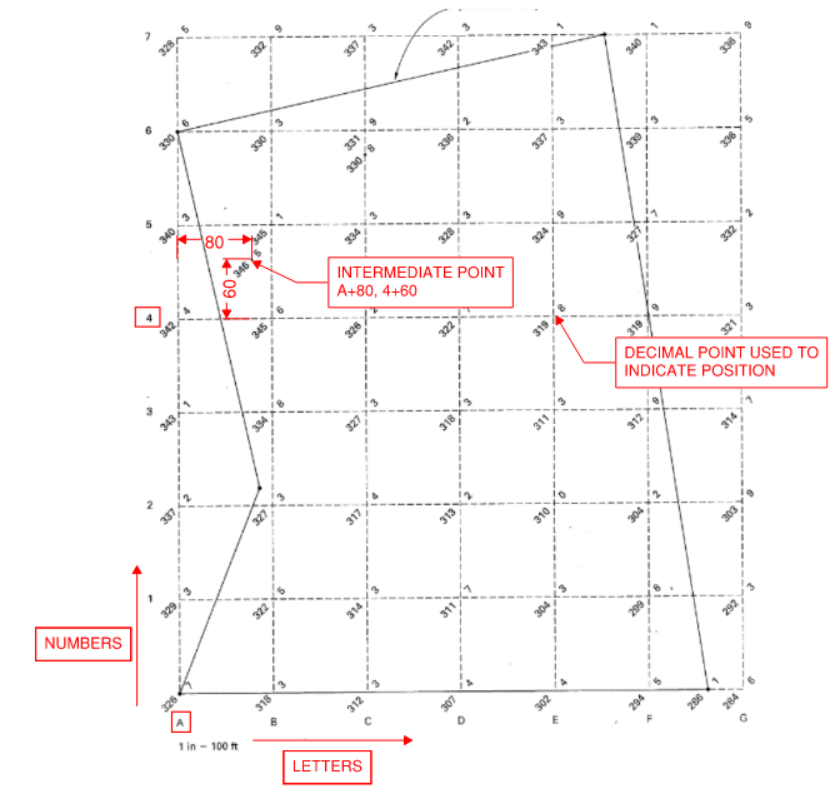 7 328 5 332 9 337 3 342 3 343 1 340 1 336 9
6 330 6 330 3 331 9 336 2 337 1 339 3 336 5
330 8
5 340 3 345 1 334 3 328 3 324 9 327 7 332 2
80
346 5
60
INTERMEDIATE POINT
A+80, 4+60
4 342 4 345 6 326 322 319 8 319 9 321 3
DECIMAL POINT USED TO
INDICATE POSITION
3 343 1 334 8 327 3 318 3 311 3 312 9 314 7
2 337 2 327 3 317 4 313 2 310 0 304 2 303 9
1 329 3 322 5 314 3 311 7 304 3 299 8 292 3
NUMBERS
326 7 318 3 312 3 307 4 302 4 294 5 286 1 284 6
A B C D E F G
1 in – 100 ft
LETTERS